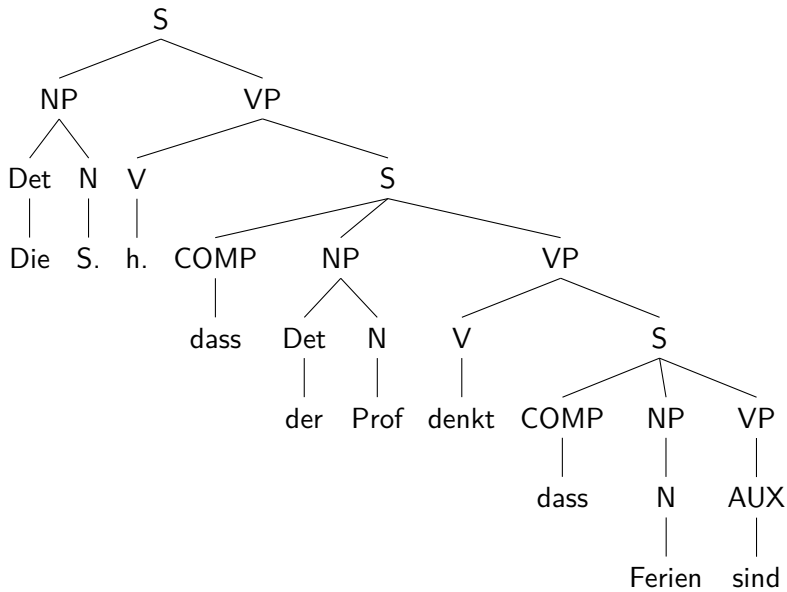 S
NP VP
Det N V S
Die S. h. COMP NP VP
dass Det N V S
der Prof denkt COMP NP VP
dass N AUX
Ferien sind